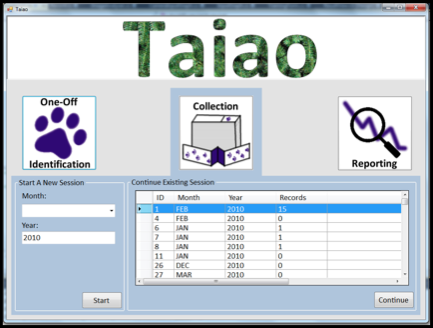 Taiao
Taiao
One-Off
Identification
Collection
Reporting
Start A New Session
Month:
Year:
2010
Start
Continue Existing Session
ID Month Year Records
1 FEB 2010 15
4 FEB 2010 0
6 JAN 2010 1
7 JAN 2010 1
8 JAN 2010 1
11 JAN 2010 0
26 DEC 2010 0
27 MAR 2010 0
Continue